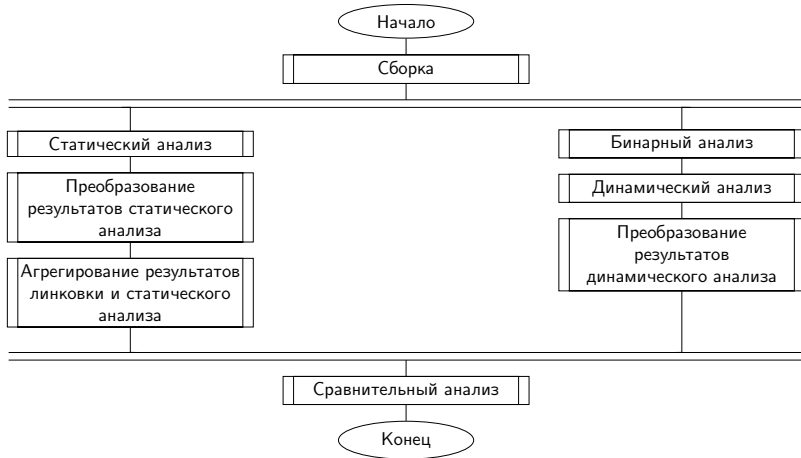 Начало
Сборка
Статический анализ
Преобразование
результатов статического
анализа
Агрегирование результатов
линковки и статического
анализа
Бинарный анализ
Динамический анализ
Преобразование
результатов
динамического анализа
Сравнительный анализ
Конец